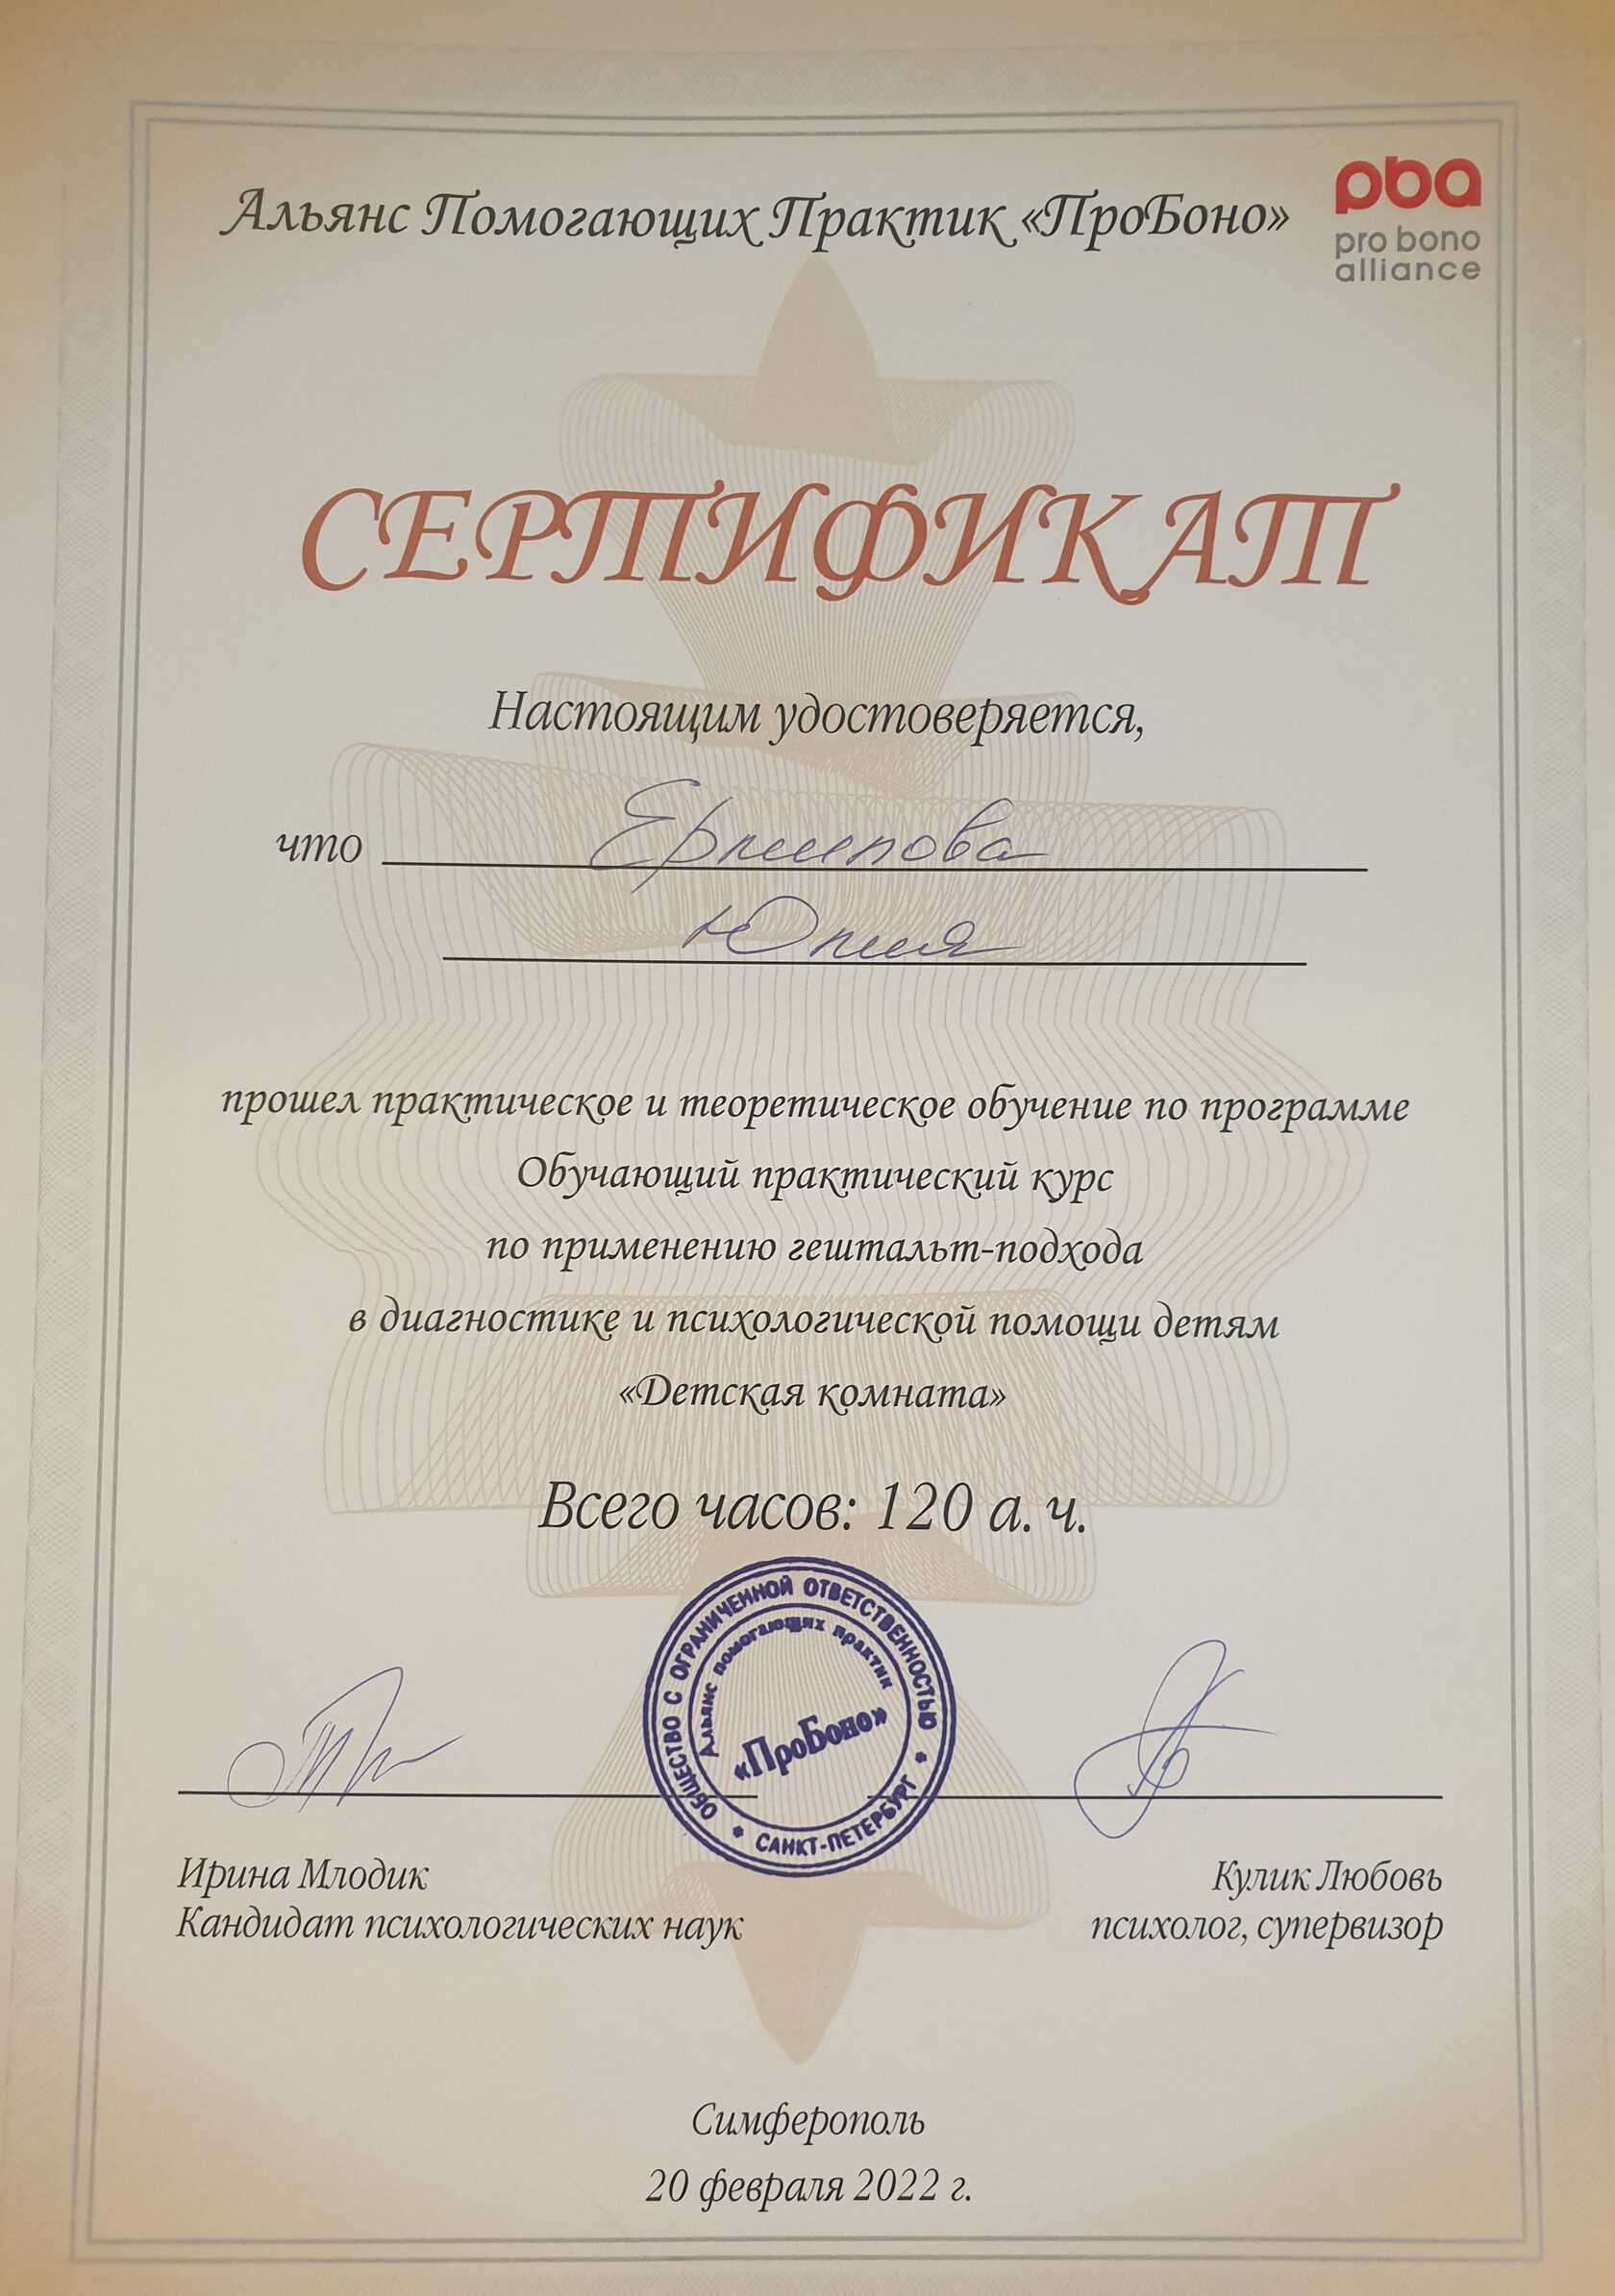 Альянс Помогающих Практик «ПроБоно»
pba
pro bono
alliance
СЕРТИФИКАТ
Настоящим удостоверяется,
что Ермилова
Юлия
прошел практическое и теоретическое обучение по программе
Обучающий практический курс
по применению гештальт-подхода
в диагностике и психологической помощи детям
«Детская комната»
Всего часов: 120 а. ч.
ОБЩЕСТВО С ОГРАНИЧЕННОЙ ОТВЕТСТВЕННОСТЬЮ
Альянс помогающих практик
«ПроБоно»
САНКТ-ПЕТЕРБУРГ
Ирина Млодик
Кандидат психологических наук
Кулик Любовь
психолог, супервизор
Симферополь
20 февраля 2022 г.